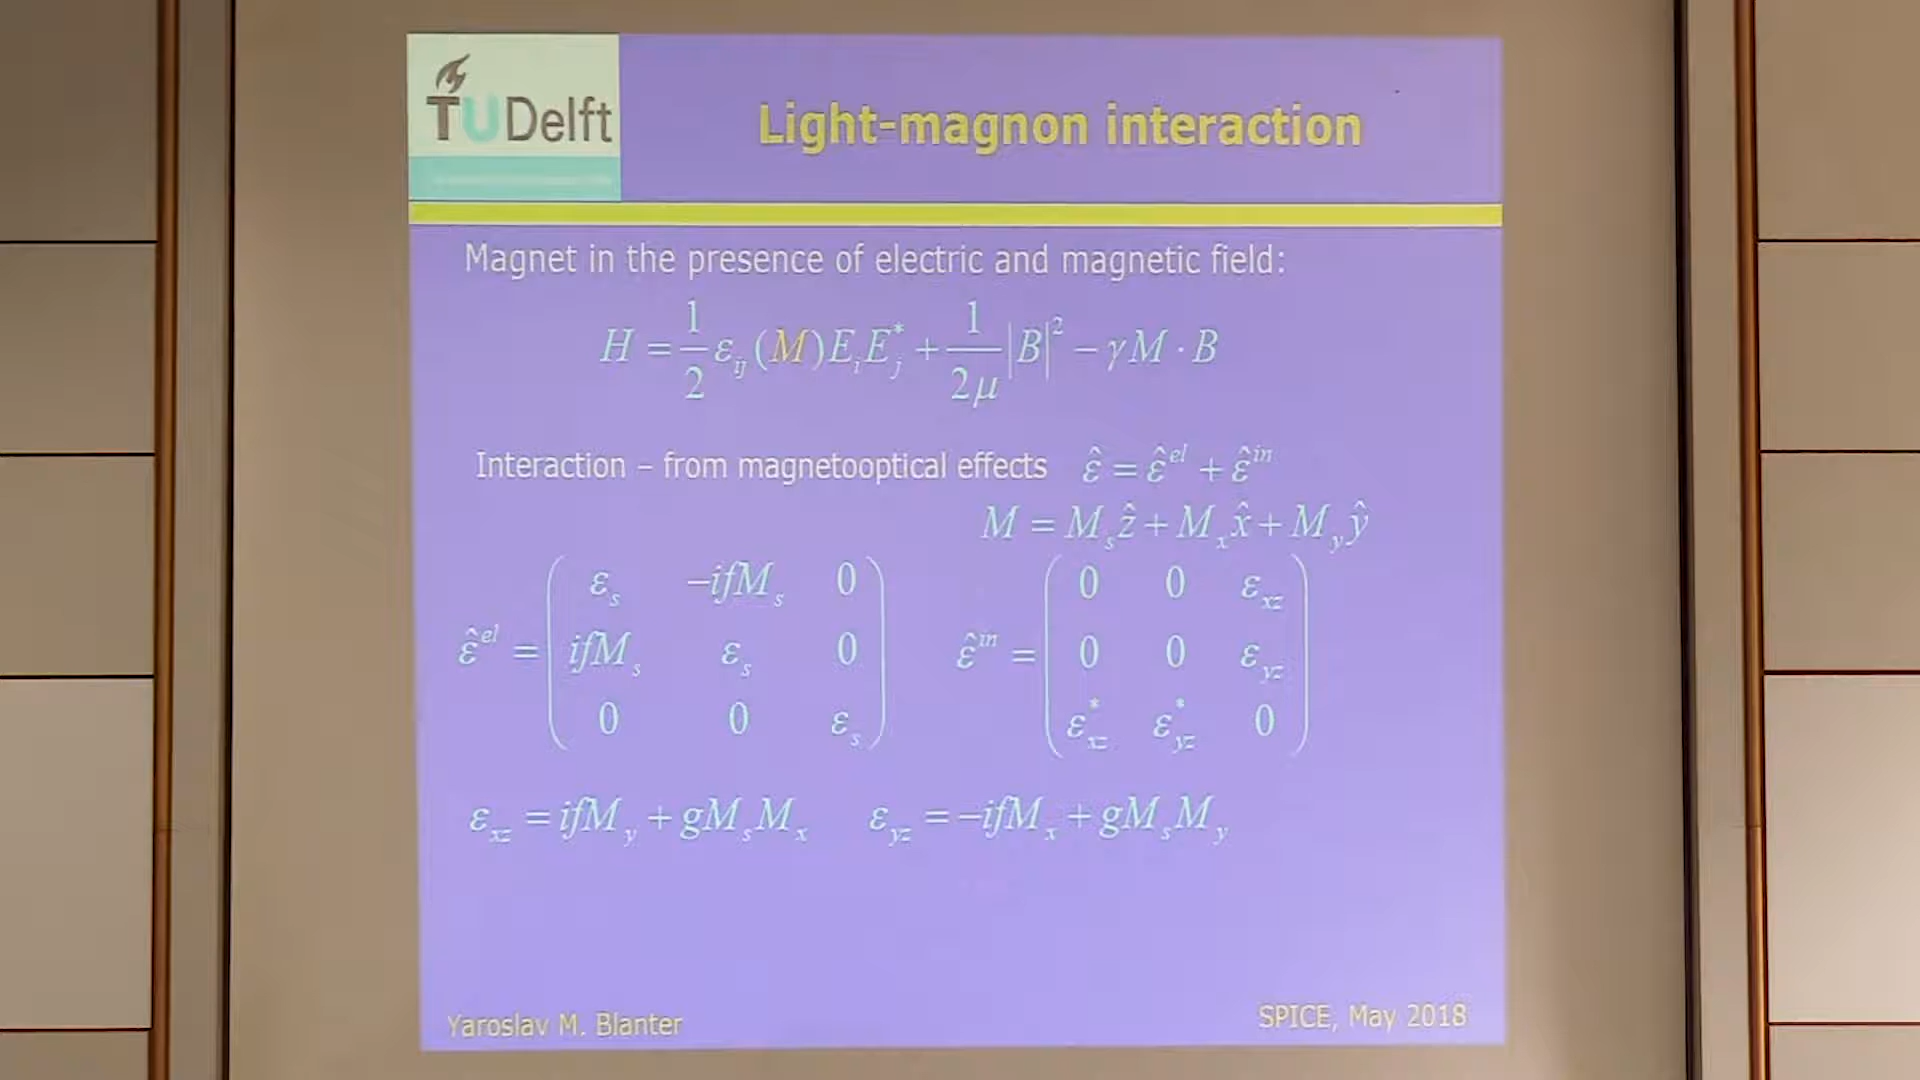 TU Delft
Light-magnon interaction
Magnet in the presence of electric and magnetic field:
H = 1/2 ε_ij (M) E_i E_j^* + 1/(2μ) |B|^2 − γ M · B
Interaction – from magnetooptical effects ε̂ = ε̂^el + ε̂^in
M = M_s ẑ + M_x x̂ + M_y ŷ
ε̂^el = ( ε_s −ifM_s 0 ; ifM_s ε_s 0 ; 0 0 ε_s ) ε̂^in = ( 0 0 ε_xz ; 0 0 ε_yz ; ε_xz^* ε_yz^* 0 )
ε_xz = ifM_y + gM_s M_x ε_yz = −ifM_x + gM_s M_y
Yaroslav M. Blanter SPICE, May 2018